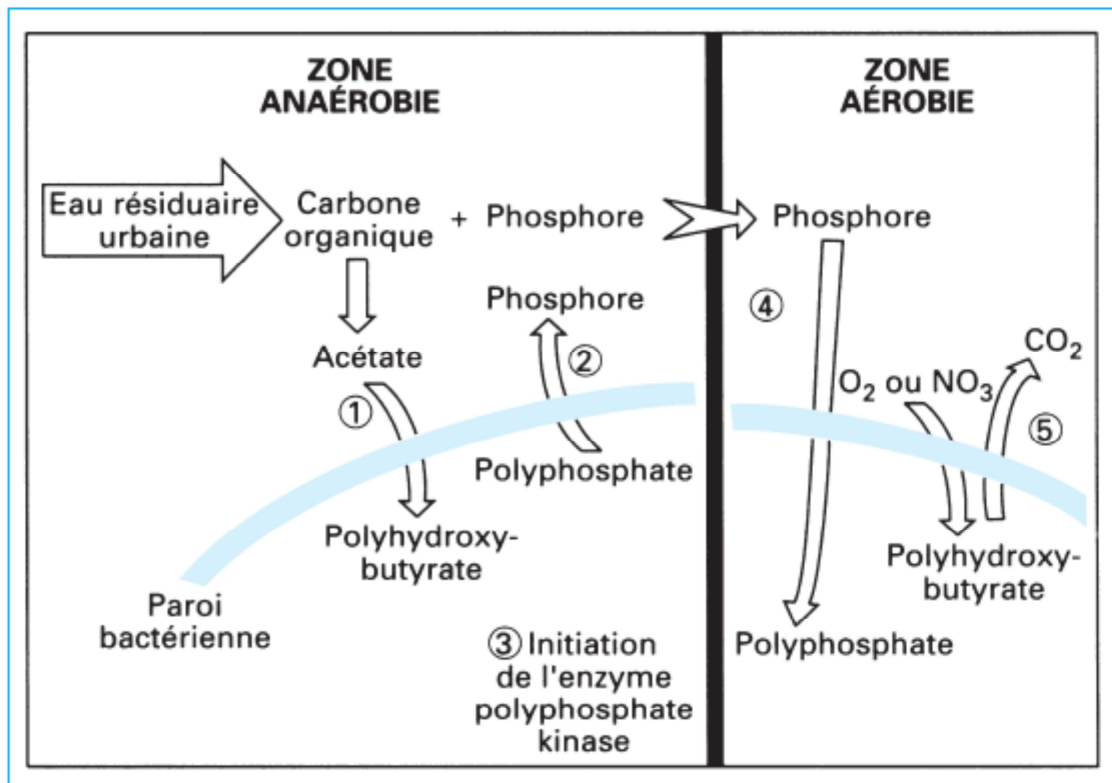 ZONE
ANAÉROBIE
ZONE
AÉROBIE
Eau résiduaire
urbaine
Carbone
organique
+ Phosphore
Phosphore
Phosphore
④
②
Acétate
①
CO₂
O₂ ou NO₃
⑤
Polyphosphate
Polyhydroxy-
butyrate
Polyhydroxy-
butyrate
Paroi
bactérienne
③ Initiation
de l'enzyme
polyphosphate
kinase
Polyphosphate